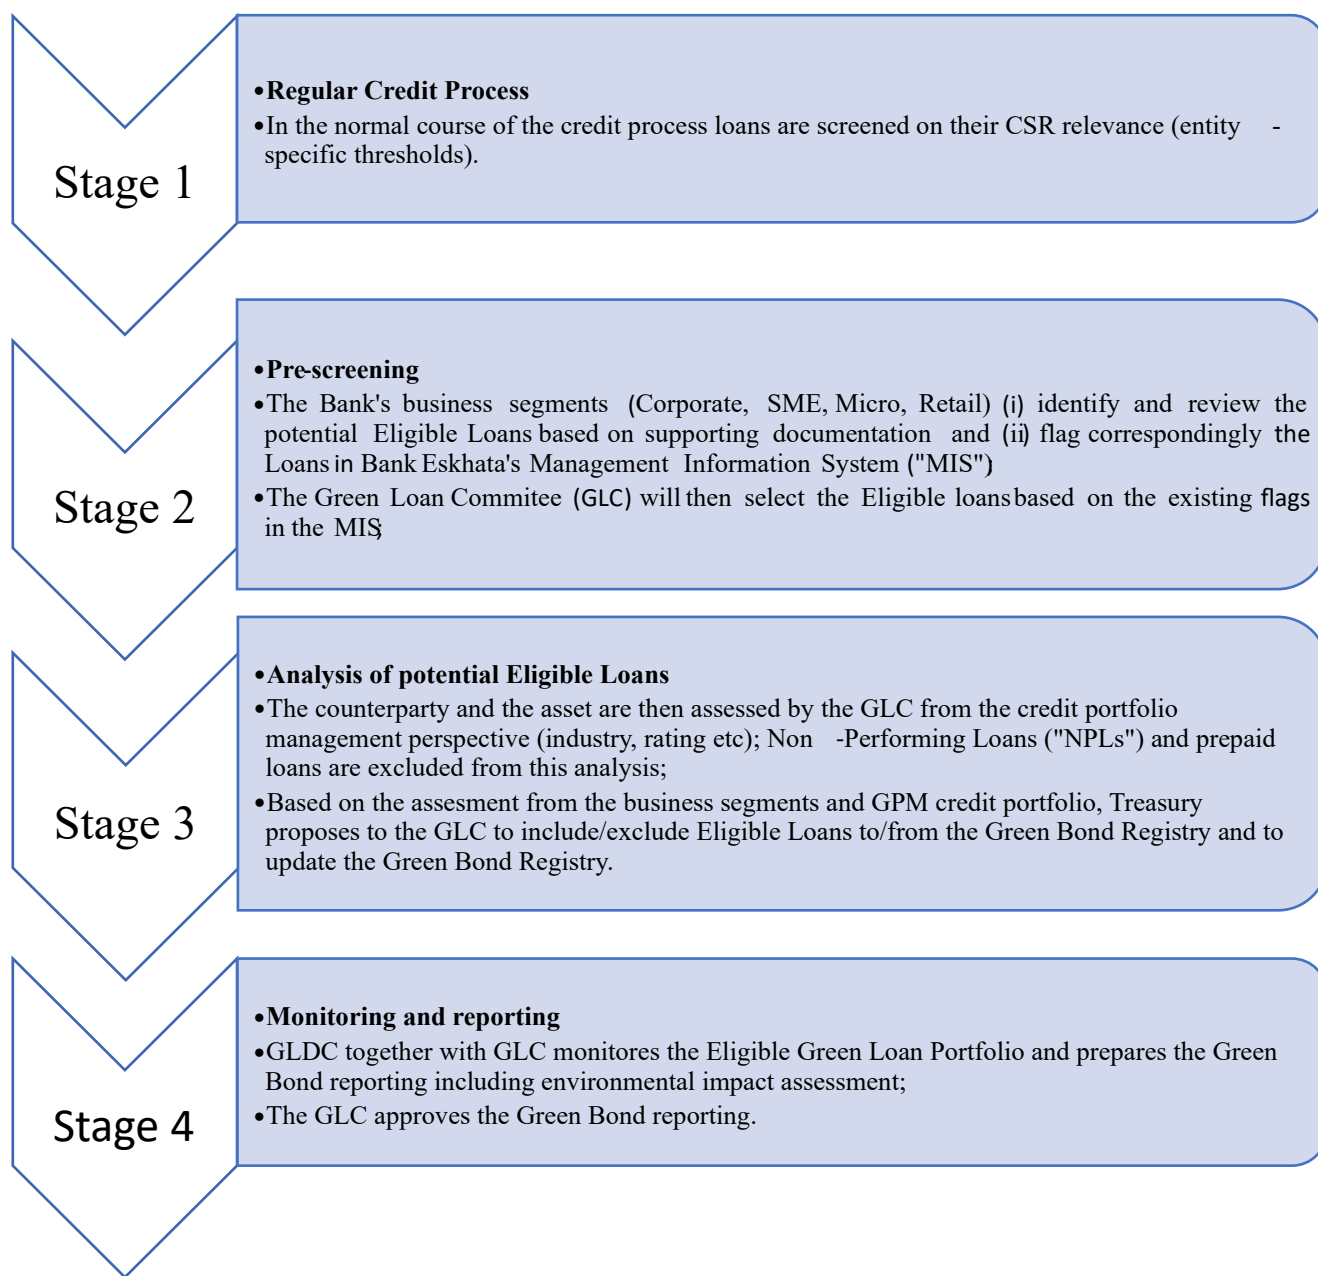 Stage 1
•Regular Credit Process
•In the normal course of the credit process loans are screened on their CSR relevance (entity -
specific thresholds).
Stage 2
•Pre-screening
•The Bank's business segments (Corporate, SME, Micro, Retail) (i) identify and review the
potential Eligible Loans based on supporting documentation and (ii) flag correspondingly the
Loans in Bank Eskhata's Management Information System ("MIS");
•The Green Loan Commitee (GLC) will then select the Eligible loans based on the existing flags
in the MIS;
Stage 3
•Analysis of potential Eligible Loans
•The counterparty and the asset are then assessed by the GLC from the credit portfolio
management perspective (industry, rating etc); Non -Performing Loans ("NPLs") and prepaid
loans are excluded from this analysis;
•Based on the assesment from the business segments and GPM credit portfolio, Treasury
proposes to the GLC to include/exclude Eligible Loans to/from the Green Bond Registry and to
update the Green Bond Registry.
Stage 4
•Monitoring and reporting
•GLDC together with GLC monitores the Eligible Green Loan Portfolio and prepares the Green
Bond reporting including environmental impact assessment;
•The GLC approves the Green Bond reporting.